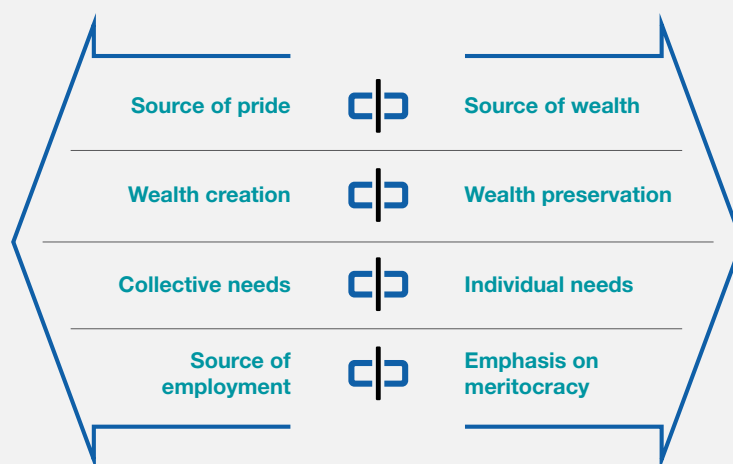 Source of pride
Source of wealth
Wealth creation
Wealth preservation
Collective needs
Individual needs
Source of
employment
Emphasis on
meritocracy